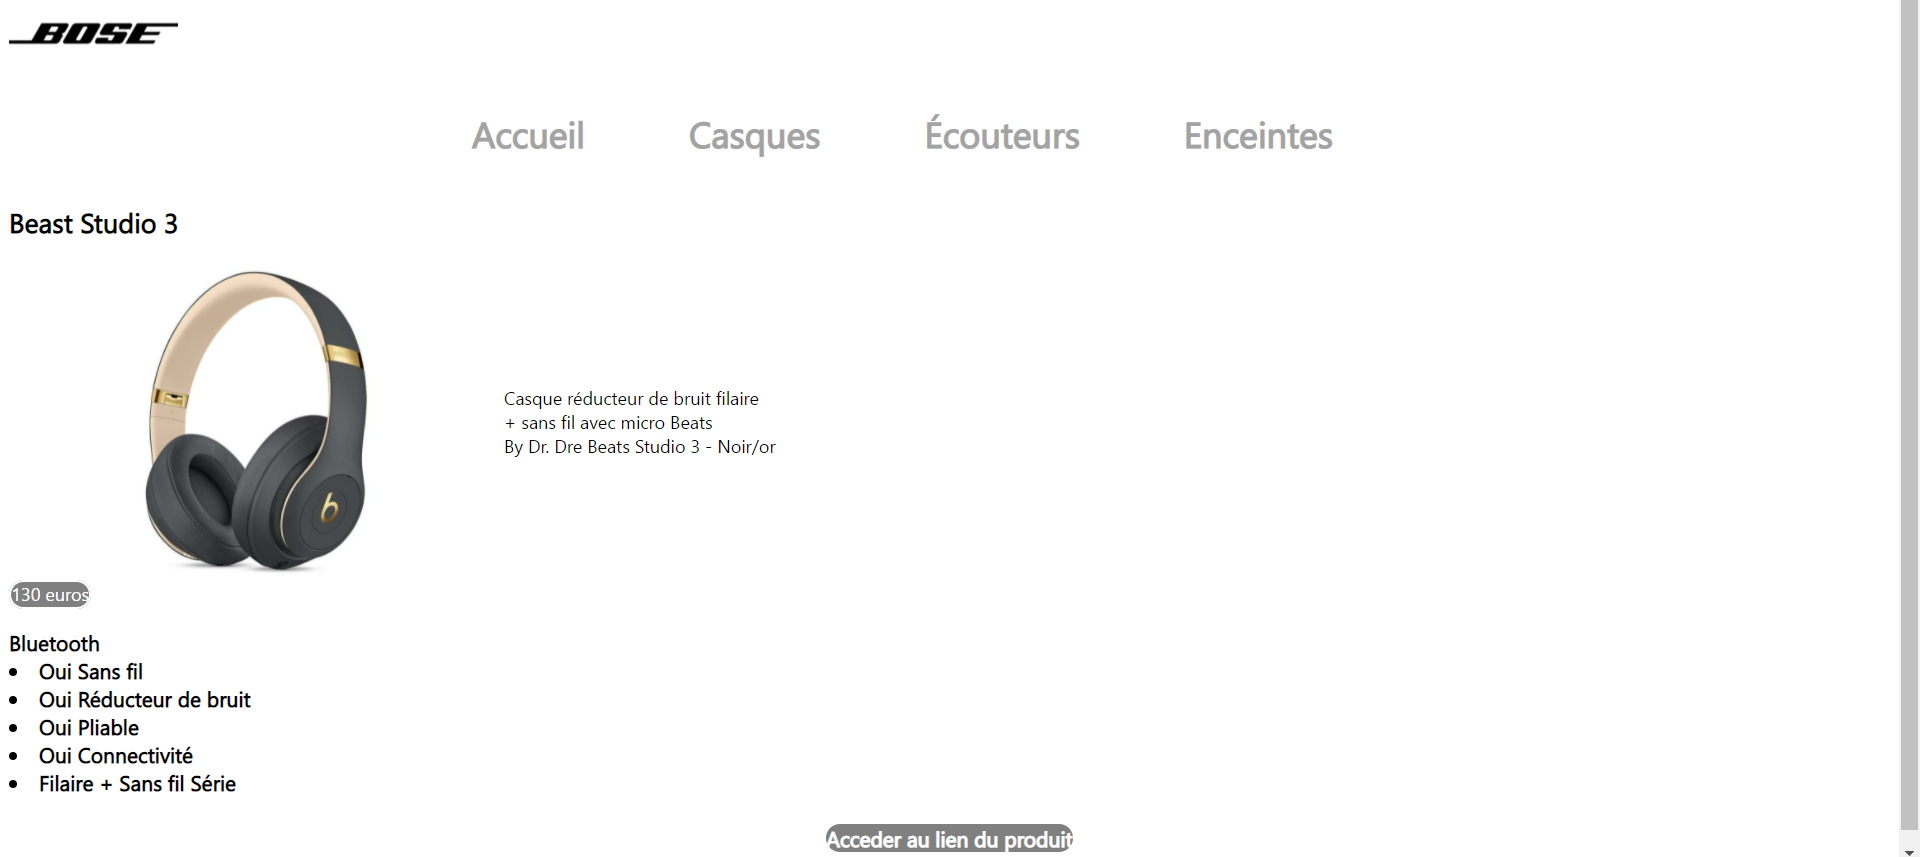 BOSE
Accueil Casques Écouteurs Enceintes
Beast Studio 3
Casque réducteur de bruit filaire
+ sans fil avec micro Beats
By Dr. Dre Beats Studio 3 - Noir/or
130 euros
Bluetooth
• Oui Sans fil
• Oui Réducteur de bruit
• Oui Pliable
• Oui Connectivité
• Filaire + Sans fil Série
Acceder au lien du produit